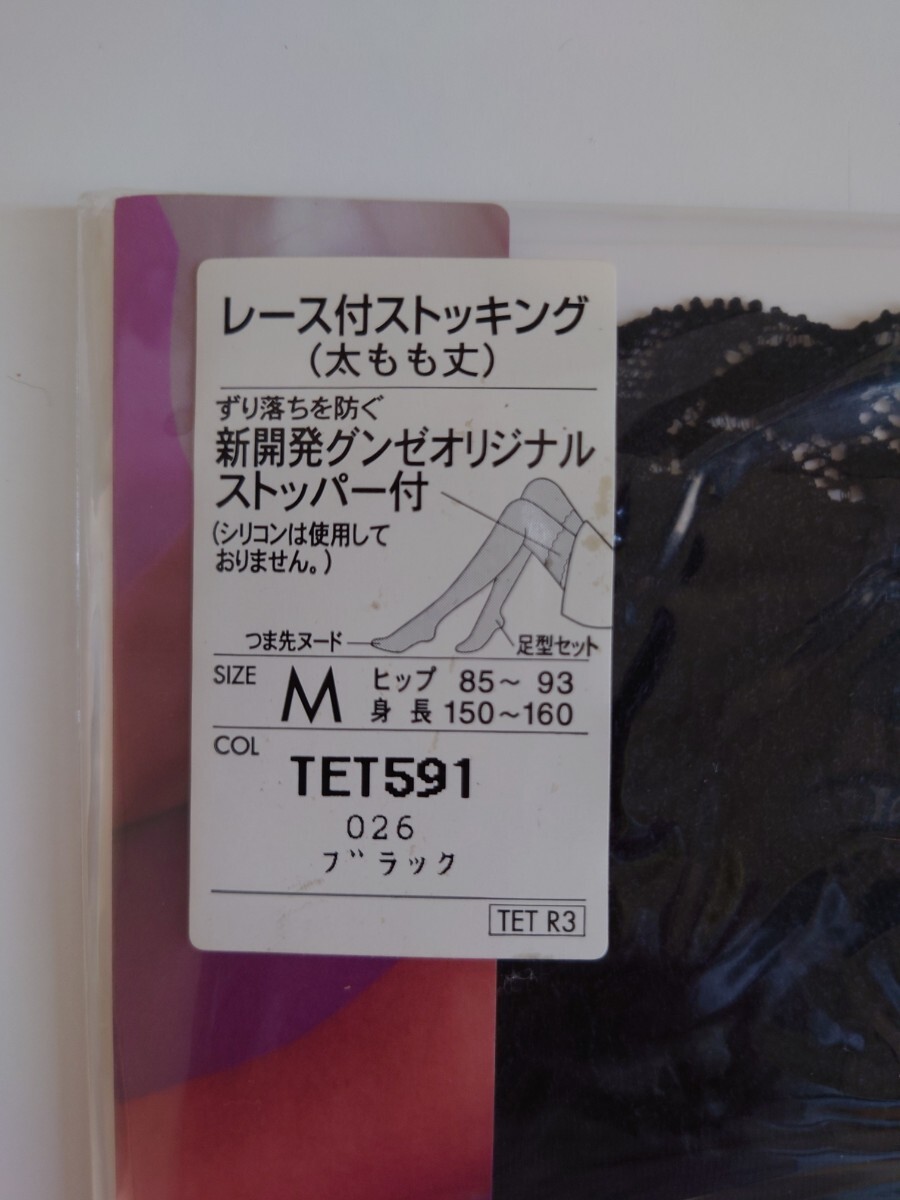 レース付ストッキング
(太もも丈)
ずり落ちを防ぐ
新開発グンゼオリジナル
ストッパー付
(シリコンは使用して
おりません。)
つま先ヌード
足型セット
SIZE M ヒップ 85～93
身長 150～160
COL
TET591
026
ブラック
TET R3